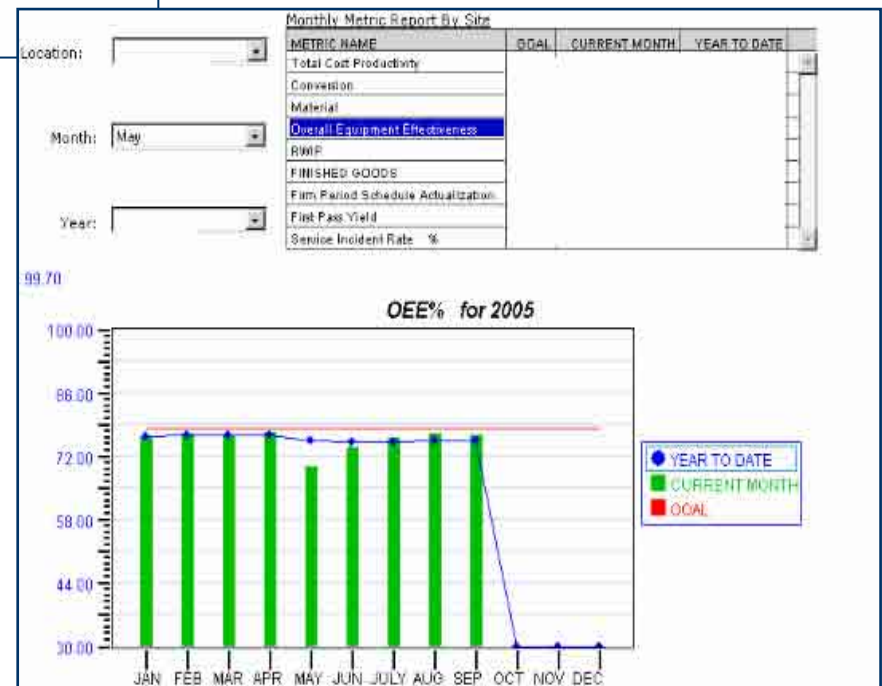 Monthly Metric Report By Site
Location:
METRIC NAME GOAL CURRENT MONTH YEAR TO DATE
Total Cost Productivity
Conversion
Material
Month: May
Overall Equipment Effectiveness
RWIP
FINISHED GOODS
Firm Period Schedule Actualization
Year:
First Pass Yield
Service Incident Rate %
99.70
OEE% for 2005
100.00
86.00
72.00
58.00
44.00
30.00
YEAR TO DATE
CURRENT MONTH
GOAL
JAN FEB MAR APR MAY JUN JULY AUG SEP OCT NOV DEC